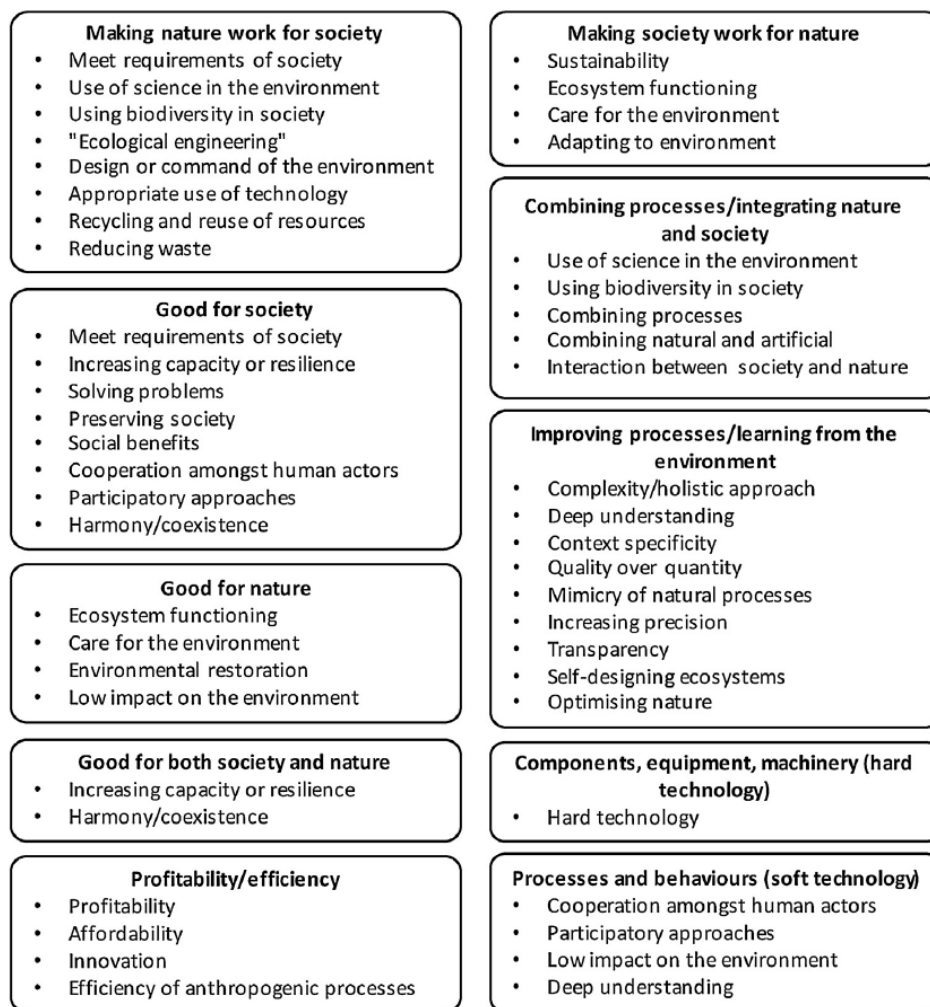 Making nature work for society
• Meet requirements of society
• Use of science in the environment
• Using biodiversity in society
• "Ecological engineering"
• Design or command of the environment
• Appropriate use of technology
• Recycling and reuse of resources
• Reducing waste
Good for society
• Meet requirements of society
• Increasing capacity or resilience
• Solving problems
• Preserving society
• Social benefits
• Cooperation amongst human actors
• Participatory approaches
• Harmony/coexistence
Good for nature
• Ecosystem functioning
• Care for the environment
• Environmental restoration
• Low impact on the environment
Good for both society and nature
• Increasing capacity or resilience
• Harmony/coexistence
Profitability/efficiency
• Profitability
• Affordability
• Innovation
• Efficiency of anthropogenic processes
Making society work for nature
• Sustainability
• Ecosystem functioning
• Care for the environment
• Adapting to environment
Combining processes/integrating nature
and society
• Use of science in the environment
• Using biodiversity in society
• Combining processes
• Combining natural and artificial
• Interaction between society and nature
Improving processes/learning from the
environment
• Complexity/holistic approach
• Deep understanding
• Context specificity
• Quality over quantity
• Mimicry of natural processes
• Increasing precision
• Transparency
• Self-designing ecosystems
• Optimising nature
Components, equipment, machinery (hard
technology)
• Hard technology
Processes and behaviours (soft technology)
• Cooperation amongst human actors
• Participatory approaches
• Low impact on the environment
• Deep understanding